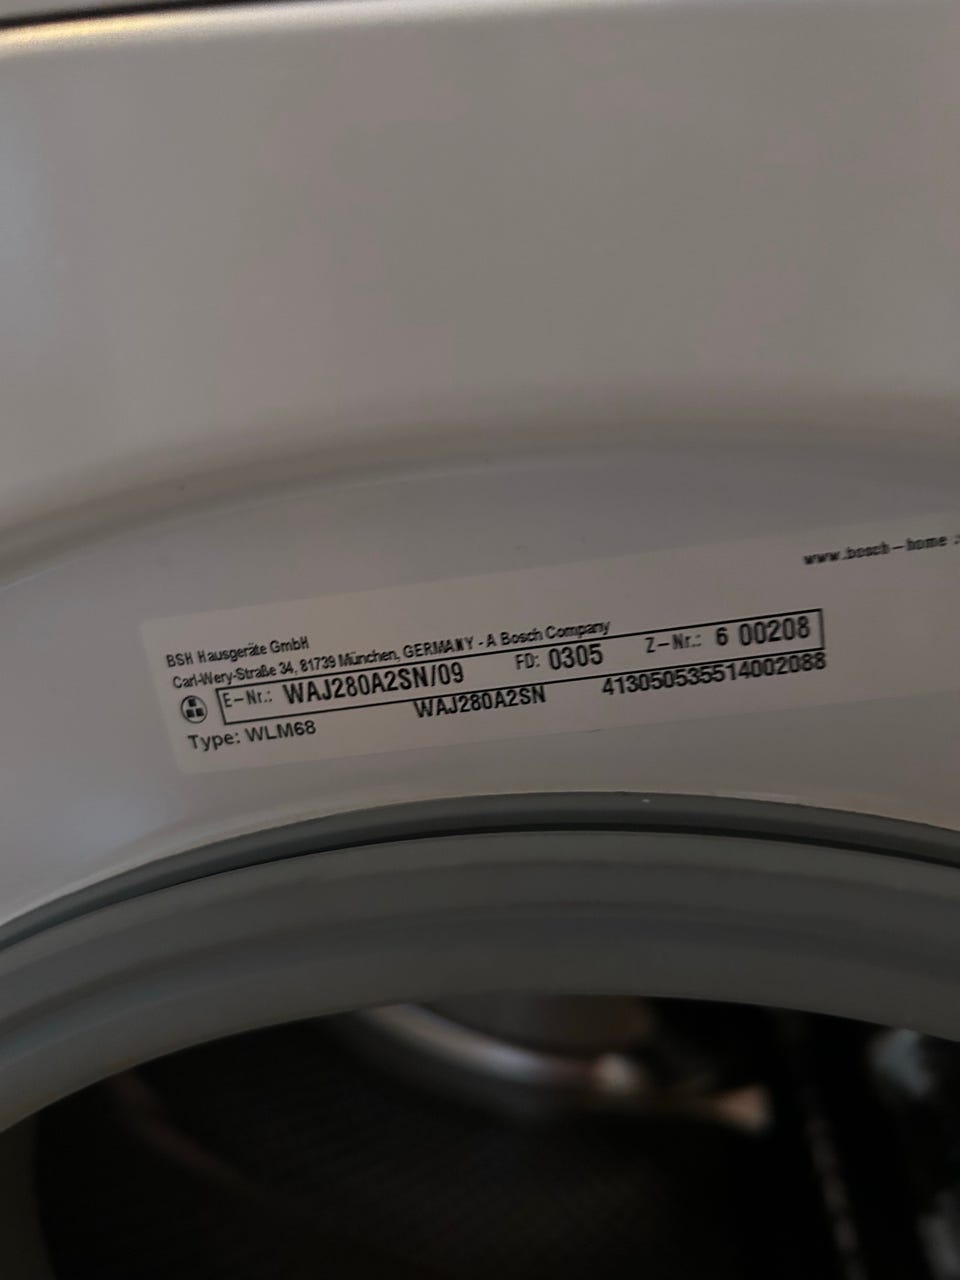 www.bosch-home
BSH Hausgeräte GmbH
Carl-Wery-Straße 34, 81739 München, GERMANY - A Bosch Company
E-Nr.: WAJ280A2SN/09 FD: 0305 Z-Nr.: 6 00208
Type: WLM68 WAJ280A2SN 413050535514002088